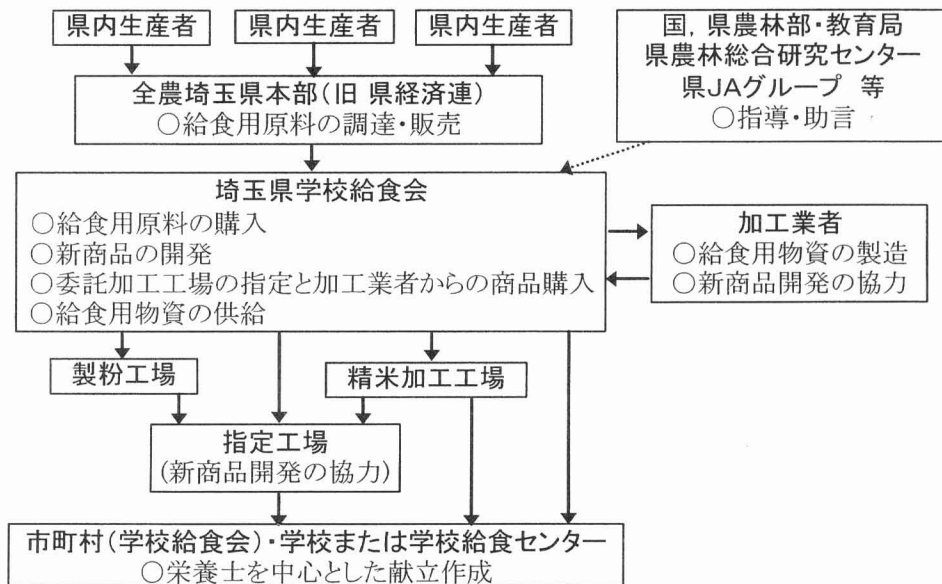 県内生産者
県内生産者
県内生産者
国，県農林部・教育局
県農林総合研究センター
県JAグループ 等
○指導・助言
全農埼玉県本部(旧 県経済連)
○給食用原料の調達・販売
埼玉県学校給食会
○給食用原料の購入
○新商品の開発
○委託加工工場の指定と加工業者からの商品購入
○給食用物資の供給
加工業者
○給食用物資の製造
○新商品開発の協力
製粉工場
精米加工工場
指定工場
(新商品開発の協力)
市町村(学校給食会)・学校または学校給食センター
○栄養士を中心とした献立作成